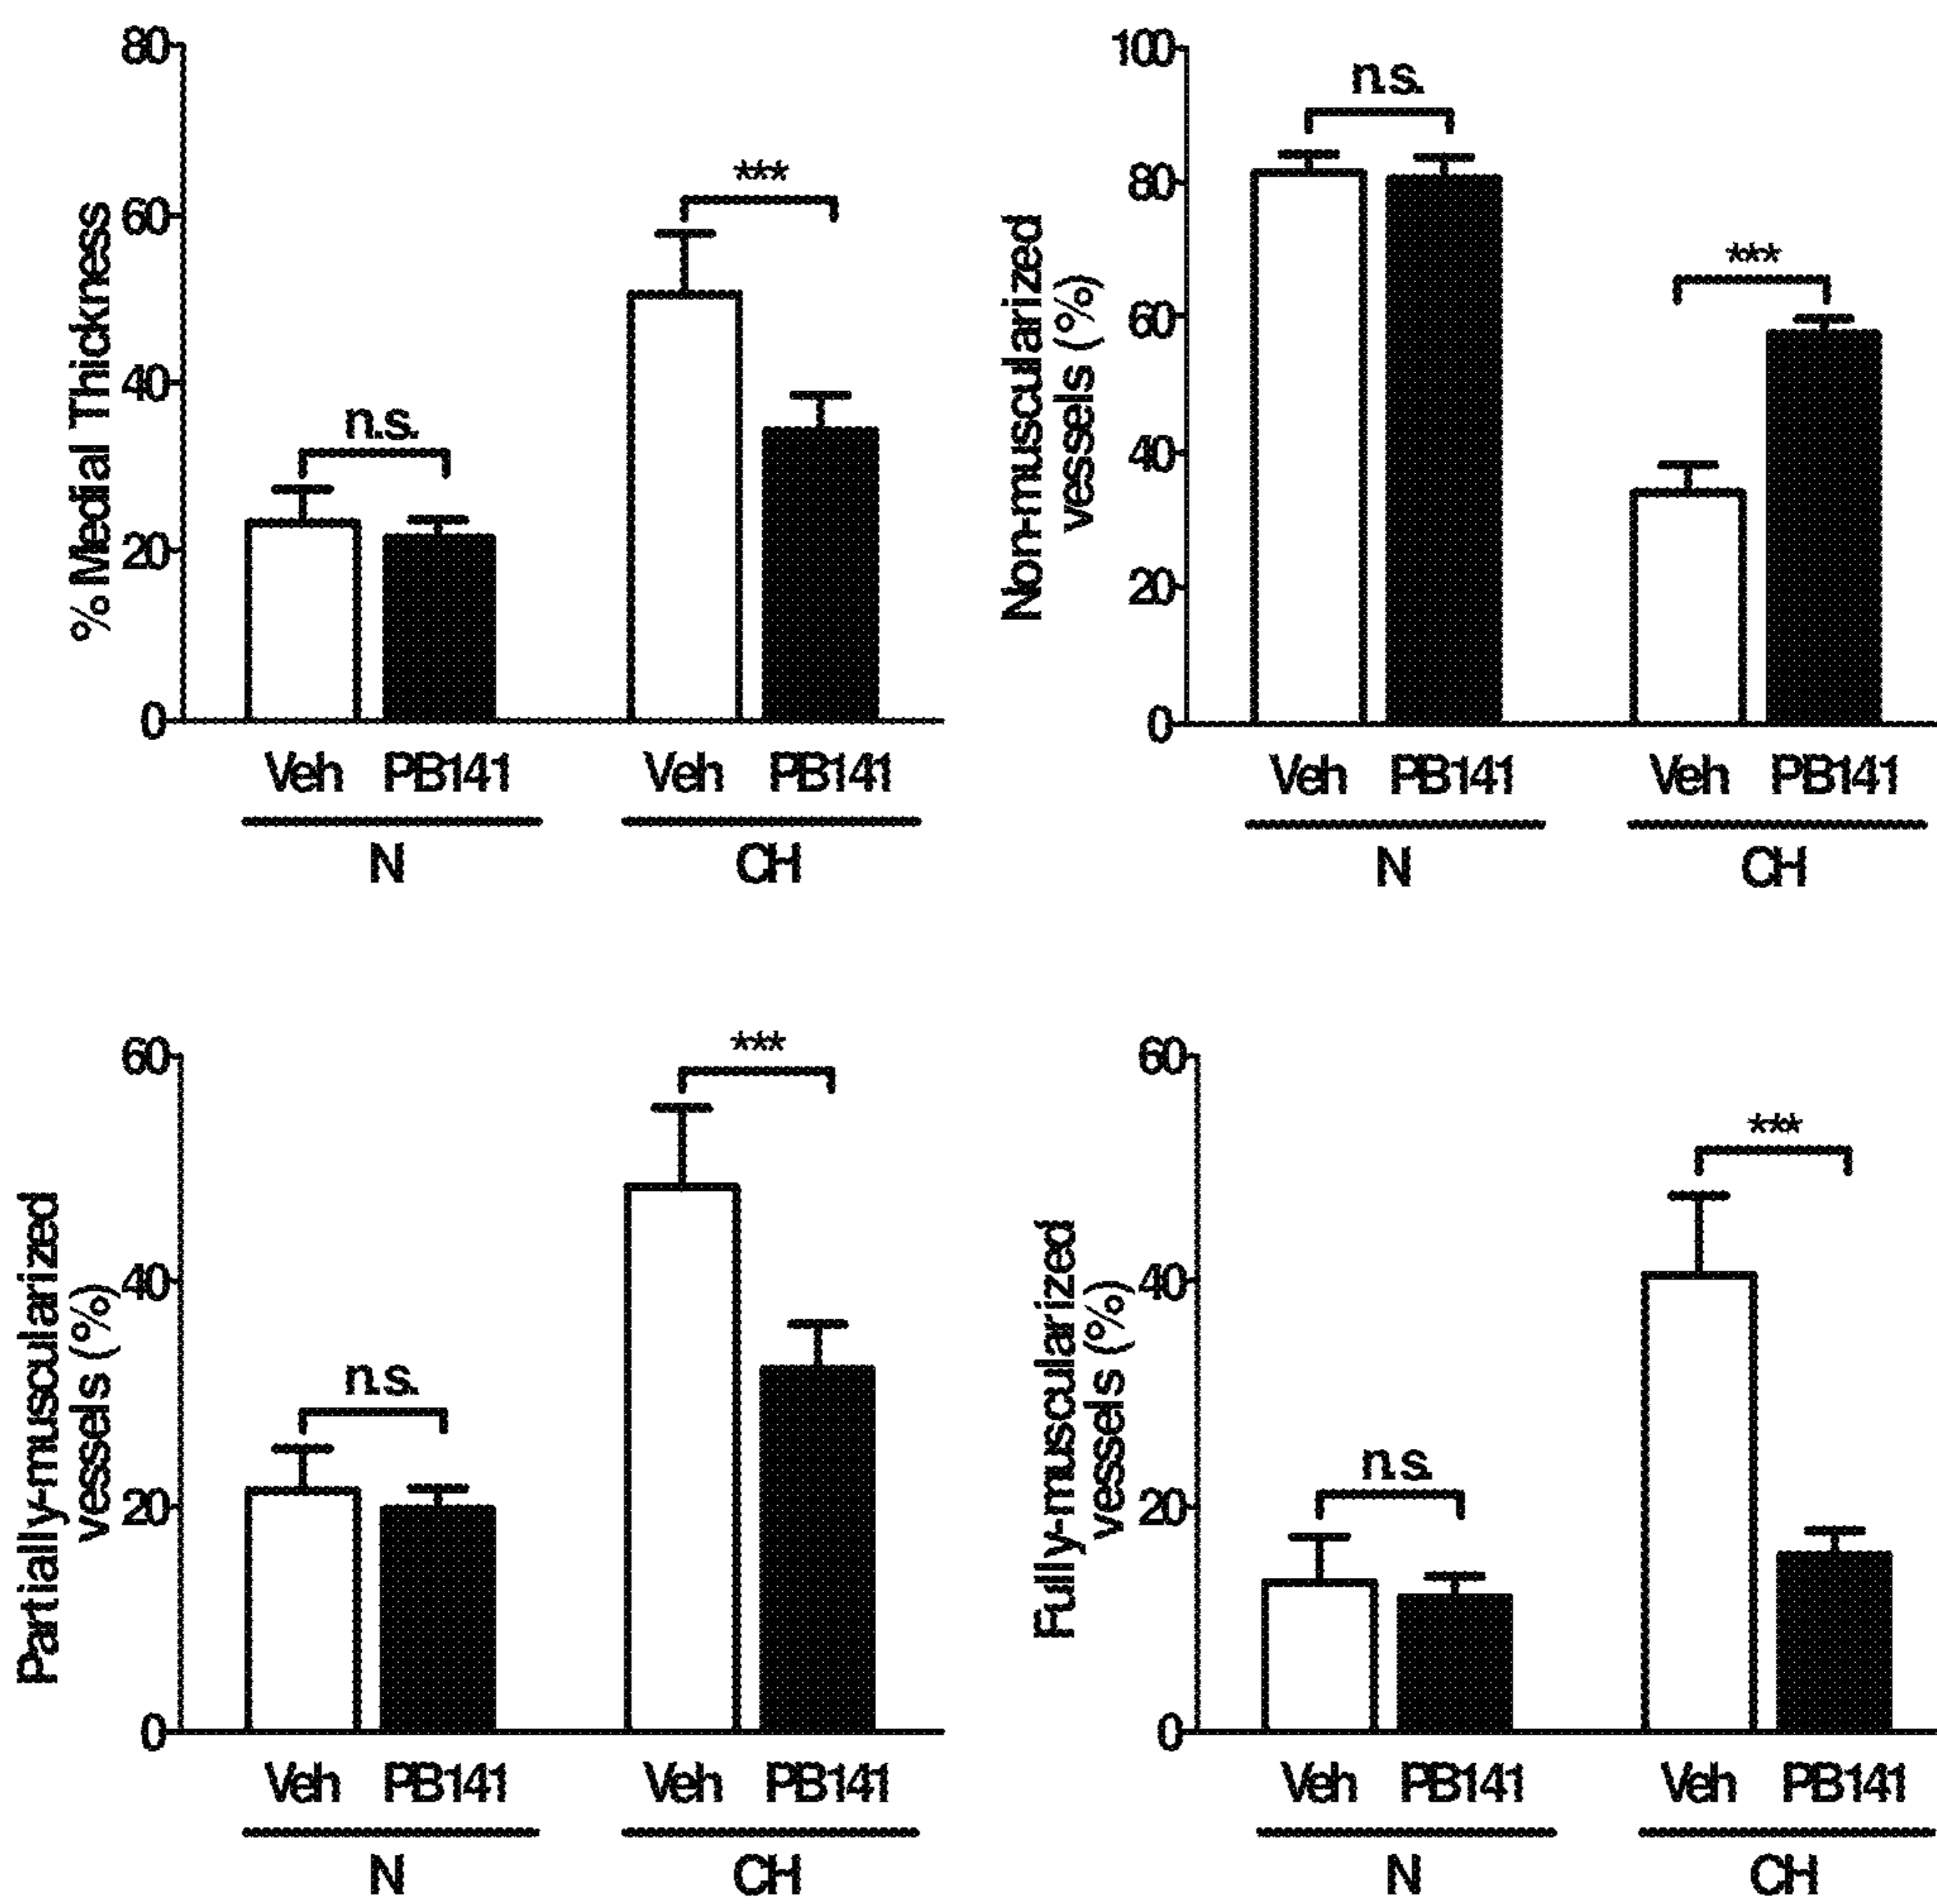 80
60
40
20
0
% Medial Thickness
n.s.
***
Veh PB141 Veh PB141
N CH
100
80
60
40
20
0
Non-muscularized
vessels (%)
n.s.
***
Veh PB141 Veh PB141
N CH
60
40
20
0
Partially-muscularized
vessels (%)
n.s.
***
Veh PB141 Veh PB141
N CH
60
40
20
0
Fully-muscularized
vessels (%)
n.s.
***
Veh PB141 Veh PB141
N CH